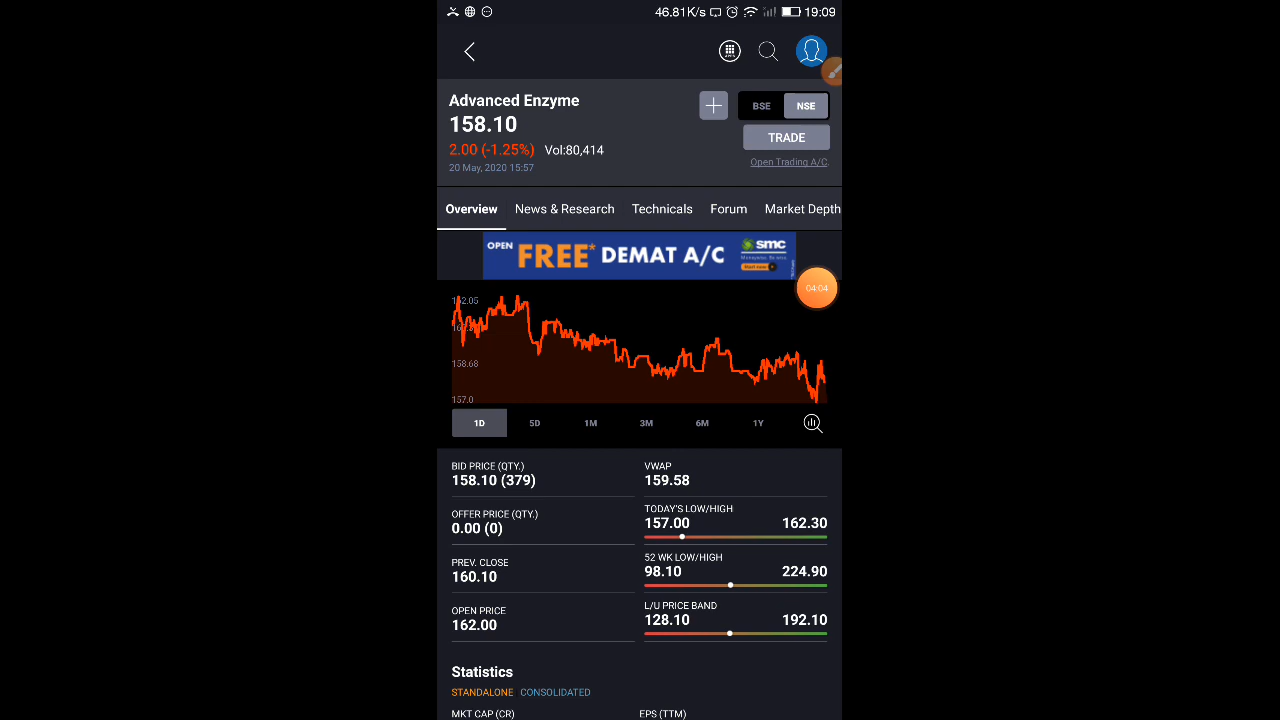 46.81K/s 19:09
Advanced Enzyme
158.10
2.00 (-1.25%) Vol:80,414
20 May, 2020 15:57
BSE NSE
TRADE
Open Trading A/C.
Overview News & Research Technicals Forum Market Depth
OPEN FREE* DEMAT A/C smc
04:04
162.05
158.68
157.0
1D 5D 1M 3M 6M 1Y
BID PRICE (QTY.)
158.10 (379)
VWAP
159.58
OFFER PRICE (QTY.)
0.00 (0)
TODAY'S LOW/HIGH
157.00 162.30
PREV. CLOSE
160.10
52 WK LOW/HIGH
98.10 224.90
OPEN PRICE
162.00
L/U PRICE BAND
128.10 192.10
Statistics
STANDALONE CONSOLIDATED
MKT CAP (CR) EPS (TTM)